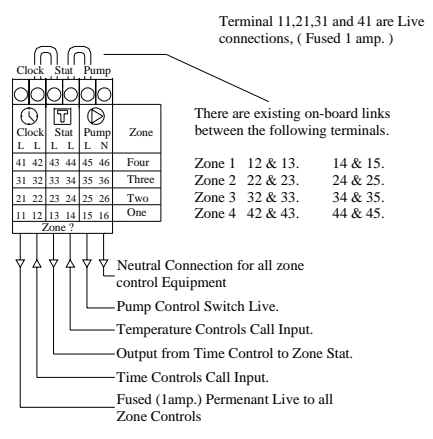 Terminal 11,21,31 and 41 are Live
connections, ( Fused 1 amp. )
Clock Stat Pump
Clock Stat Pump Zone
L L L L L N
41 42 43 44 45 46 Four
31 32 33 34 35 36 Three
21 22 23 24 25 26 Two
11 12 13 14 15 16 One
Zone ?
There are existing on-board links
between the following terminals.
Zone 1 12 & 13. 14 & 15.
Zone 2 22 & 23. 24 & 25.
Zone 3 32 & 33. 34 & 35.
Zone 4 42 & 43. 44 & 45.
Neutral Connection for all zone
control Equipment
Pump Control Switch Live.
Temperature Controls Call Input.
Output from Time Control to Zone Stat.
Time Controls Call Input.
Fused (1amp.) Permenant Live to all
Zone Controls